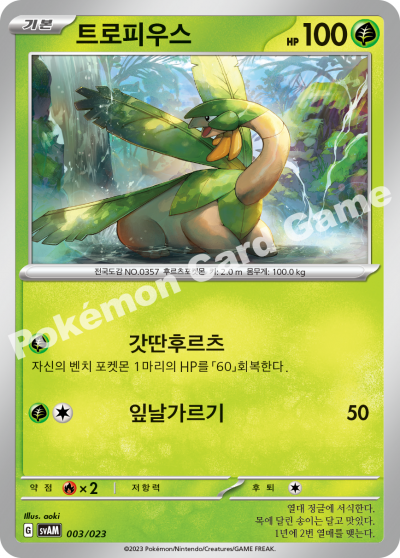 기본 트로피우스 HP 100
전국도감 NO.0357 후르츠포켓몬 키: 2.0 m 몸무게: 100.0 kg
Pokémon Card Game
갓딴후르츠
자신의 벤치 포켓몬 1마리의 HP를 「60」회복한다.
잎날가르기 50
약점 ×2 저항력 후퇴
Illus. aoki
G svAM 003/023
열대 정글에 서식한다.
목에 달린 송이는 달고 맛있다.
1년에 2번 열매를 맺는다.
©2023 Pokémon/Nintendo/Creatures/GAME FREAK.